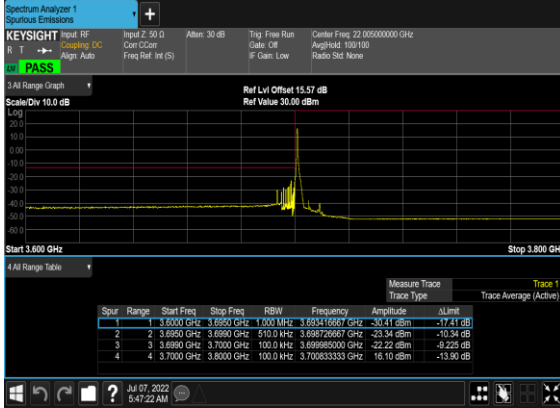 Spectrum Analyzer 1
Spurious Emissions
+
KEYSIGHT Input: RF Input Z: 50 Ω Atten: 30 dB Trig: Free Run Center Freq: 22.005000000 GHz
R T Coupling: DC Corr CCorr Gate: Off Avg|Hold: 100/100
Align: Auto Freq Ref: Int (S) IF Gain: Low Radio Std: None
PASS
3 All Range Graph
Ref Lvl Offset 15.57 dB
Scale/Div 10.0 dB Ref Value 30.00 dBm
Log
20.0
10.0
0.00
-10.0
-20.0
-30.0
-40.0
-50.0
-60.0
Start 3.600 GHz Stop 3.800 GH
4 All Range Table
Measure Trace Trace 1
Trace Type Trace Average (Active)
Spur Range Start Freq Stop Freq RBW Frequency Amplitude ΔLimit
1 1 3.6000 GHz 3.6950 GHz 1.000 MHz 3.693416667 GHz -30.41 dBm -17.41 dB
2 2 3.6950 GHz 3.6990 GHz 510.0 kHz 3.698726667 GHz -23.34 dBm -10.34 dB
3 3 3.6990 GHz 3.7000 GHz 100.0 kHz 3.699985000 GHz -22.22 dBm -9.225 dB
4 4 3.7000 GHz 3.8000 GHz 100.0 kHz 3.700833333 GHz 16.10 dBm -13.90 dB
? Jul 07, 2022
5:47:22 AM